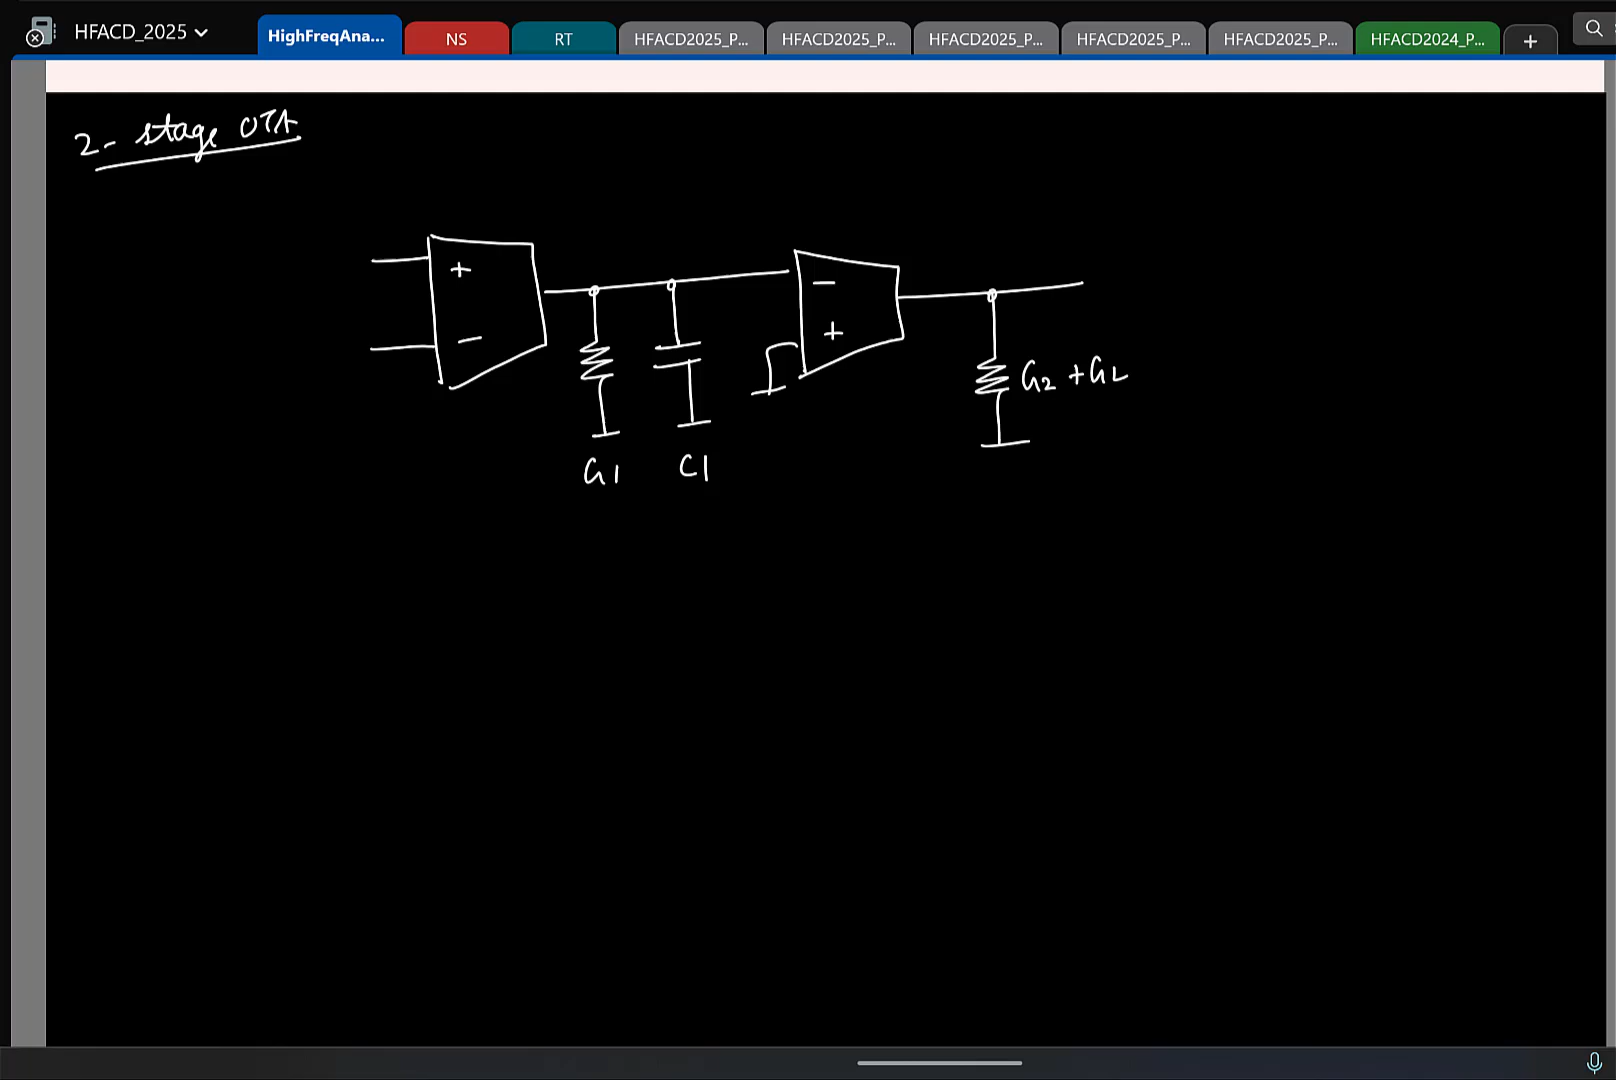 HFACD_2025
HighFreqAna... NS RT HFACD2025_P... HFACD2025_P... HFACD2025_P... HFACD2025_P... HFACD2025_P... HFACD2024_P... +
2- stage OTA
+ -
- +
G2 +GL
G1 C1